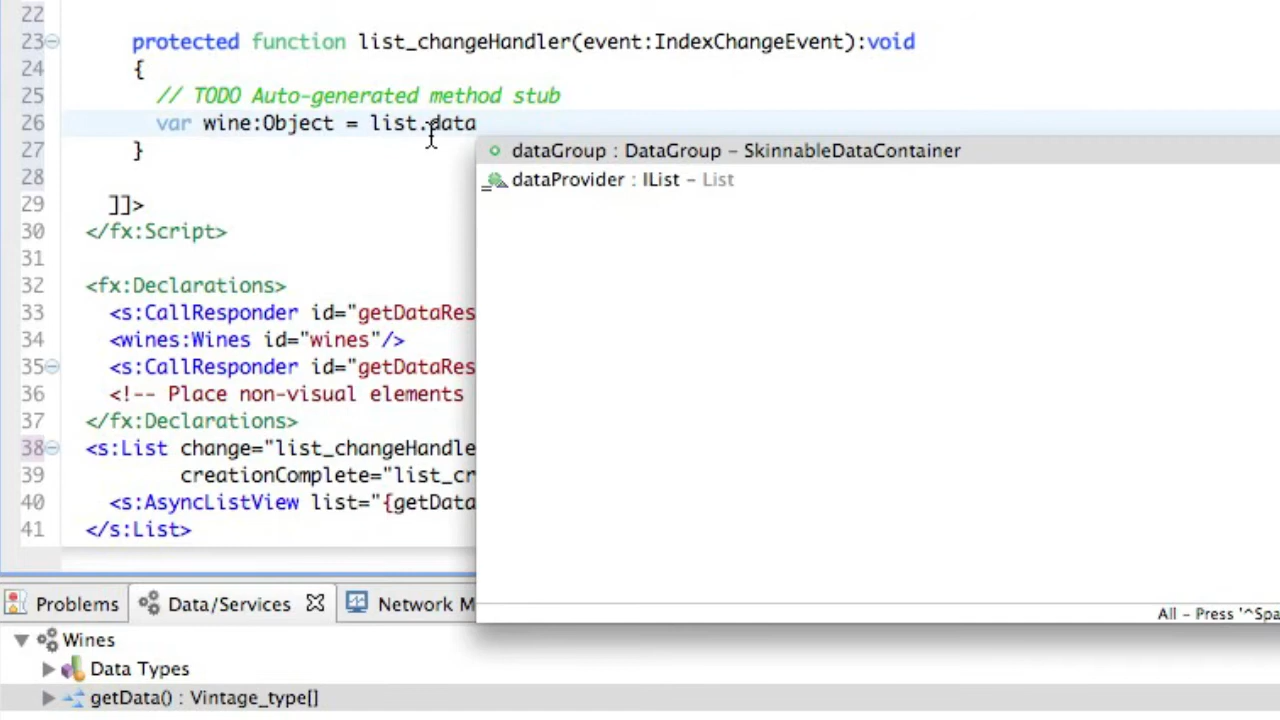 22
23 protected function list_changeHandler(event:IndexChangeEvent):void
24 {
25 // TODO Auto-generated method stub
26 var wine:Object = list.data
27 }
28
29 ]]>
30 </fx:Script>
31
32 <fx:Declarations>
33 <s:CallResponder id="getDataRes
34 <wines:Wines id="wines"/>
35 <s:CallResponder id="getDataRes
36 <!-- Place non-visual elements
37 </fx:Declarations>
38 <s:List change="list_changeHandle
39 creationComplete="list_cr
40 <s:AsyncListView list="{getData
41 </s:List>
dataGroup : DataGroup – SkinnableDataContainer
dataProvider : IList – List
All – Press '^Spa
Problems Data/Services Network M
Wines
Data Types
getData() : Vintage_type[]